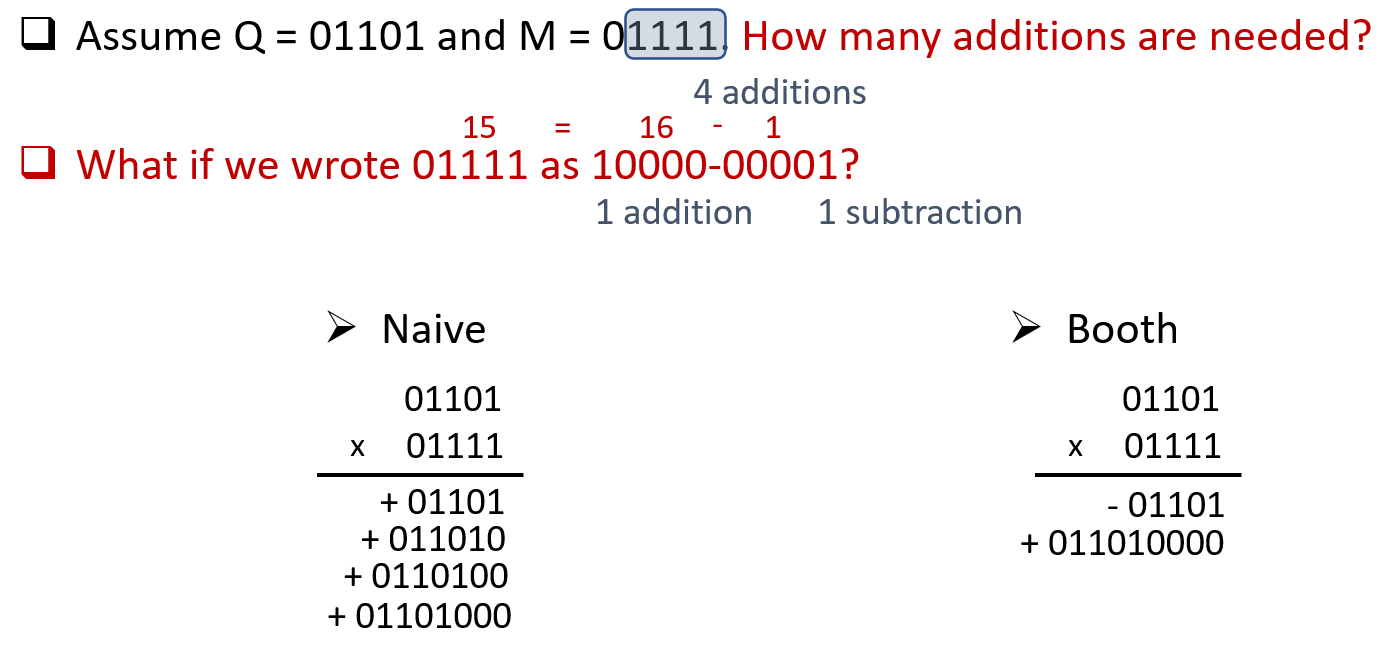 ❑ Assume Q = 01101 and M = 01111. How many additions are needed?
4 additions
15 = 16 - 1
❑ What if we wrote 01111 as 10000-00001?
1 addition 1 subtraction
➢ Naive
01101
x 01111
+ 01101
+ 011010
+ 0110100
+ 01101000
➢ Booth
01101
x 01111
- 01101
+ 011010000